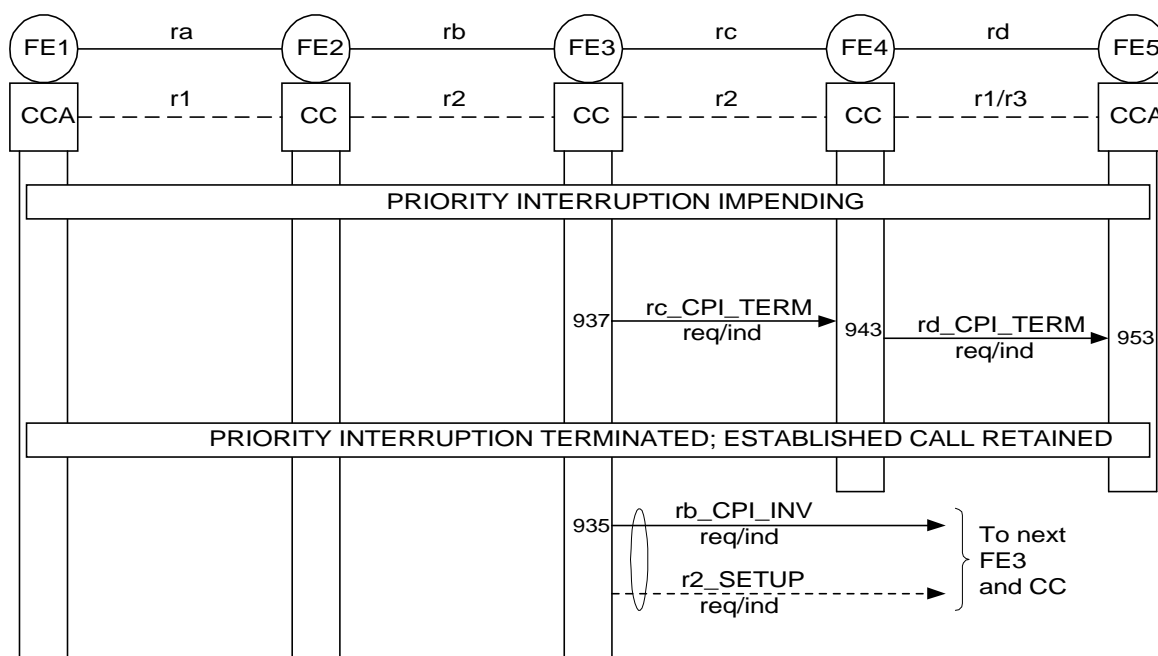 FE1 ra FE2 rb FE3 rc FE4 rd FE5
CCA r1 CC r2 CC r2 CC r1/r3 CCA
PRIORITY INTERRUPTION IMPENDING
937 rc_CPI_TERM 943 rd_CPI_TERM 953
req/ind req/ind
PRIORITY INTERRUPTION TERMINATED; ESTABLISHED CALL RETAINED
935 rb_CPI_INV
req/ind
r2_SETUP
req/ind
To next
FE3
and CC